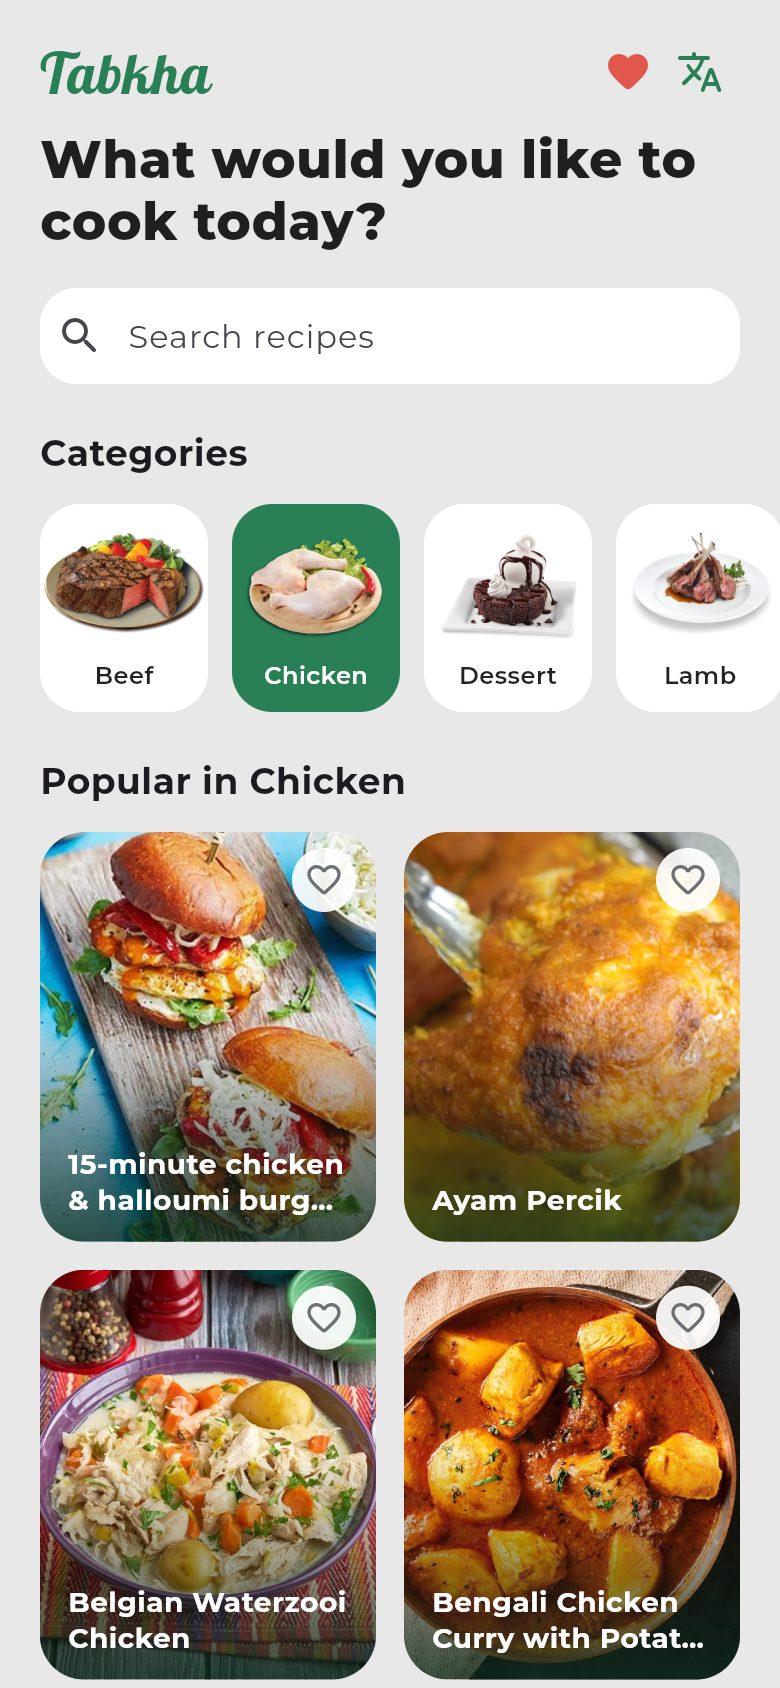 Tabkha
What would you like to
cook today?
Search recipes
Categories
Beef
Chicken
Dessert
Lamb
Popular in Chicken
15-minute chicken
& halloumi burg...
Ayam Percik
Belgian Waterzooi
Chicken
Bengali Chicken
Curry with Potat...